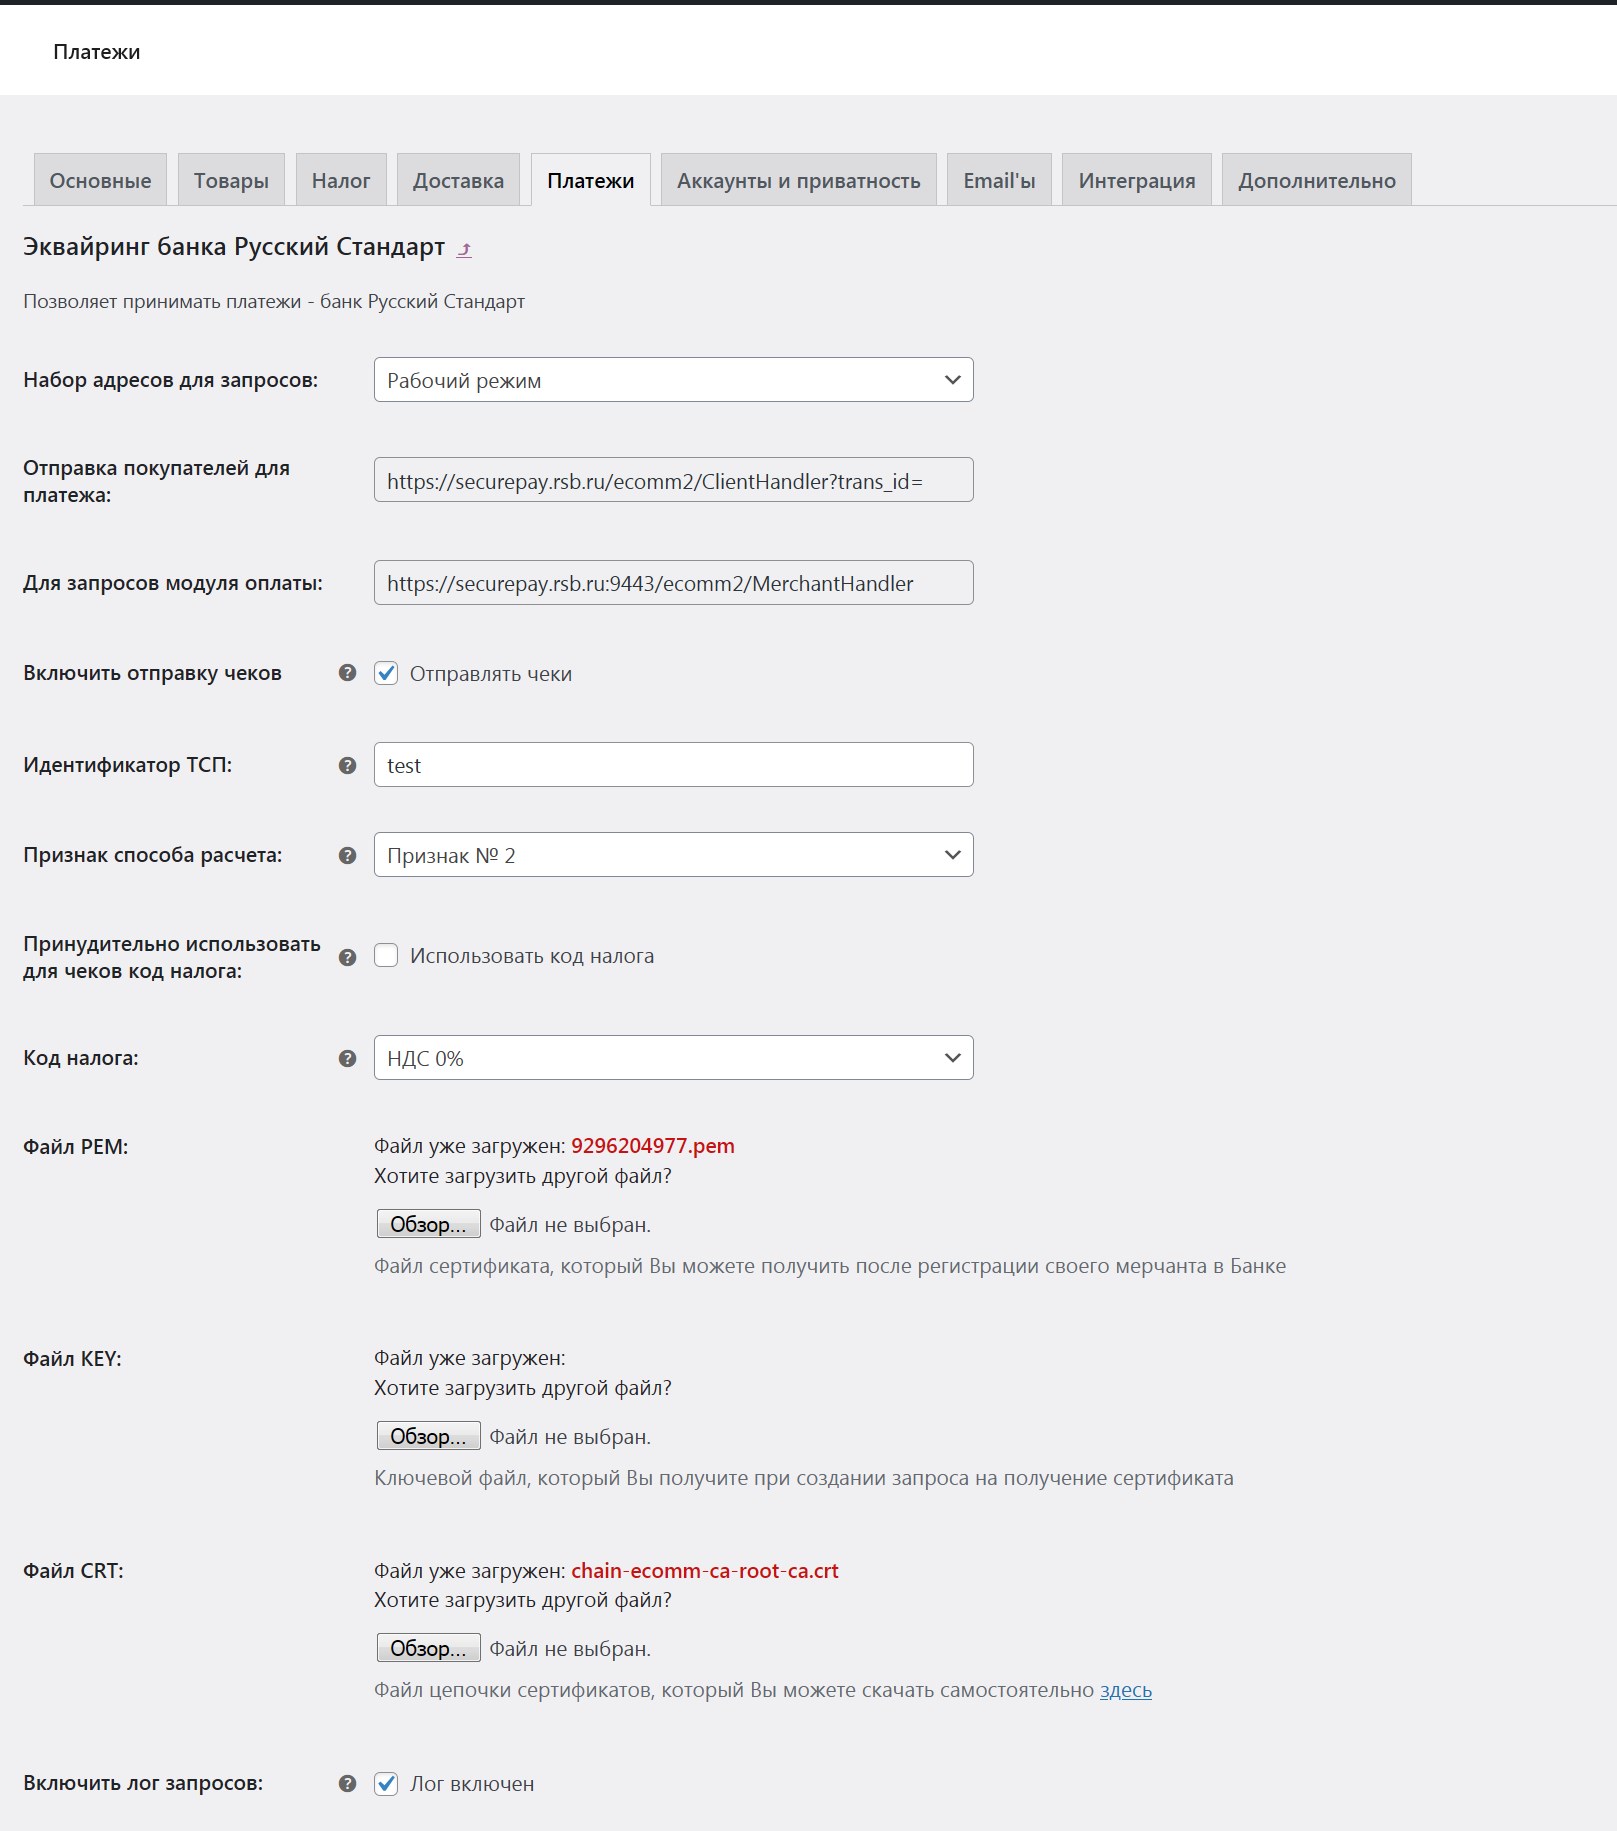 Платежи
Основные
Товары
Налог
Доставка
Платежи
Аккаунты и приватность
Email'ы
Интеграция
Дополнительно
Эквайринг банка Русский Стандарт ⤴
Позволяет принимать платежи - банк Русский Стандарт
Набор адресов для запросов:
Рабочий режим
Отправка покупателей для
платежа:
https://securepay.rsb.ru/ecomm2/ClientHandler?trans_id=
Для запросов модуля оплаты:
https://securepay.rsb.ru:9443/ecomm2/MerchantHandler
Включить отправку чеков
Отправлять чеки
Идентификатор ТСП:
test
Признак способа расчета:
Признак № 2
Принудительно использовать
для чеков код налога:
Использовать код налога
Код налога:
НДС 0%
Файл PEM:
Файл уже загружен: 9296204977.pem
Хотите загрузить другой файл?
Обзор... Файл не выбран.
Файл сертификата, который Вы можете получить после регистрации своего мерчанта в Банке
Файл KEY:
Файл уже загружен:
Хотите загрузить другой файл?
Обзор... Файл не выбран.
Ключевой файл, который Вы получите при создании запроса на получение сертификата
Файл CRT:
Файл уже загружен: chain-ecomm-ca-root-ca.crt
Хотите загрузить другой файл?
Обзор... Файл не выбран.
Файл цепочки сертификатов, который Вы можете скачать самостоятельно здесь
Включить лог запросов:
Лог включен